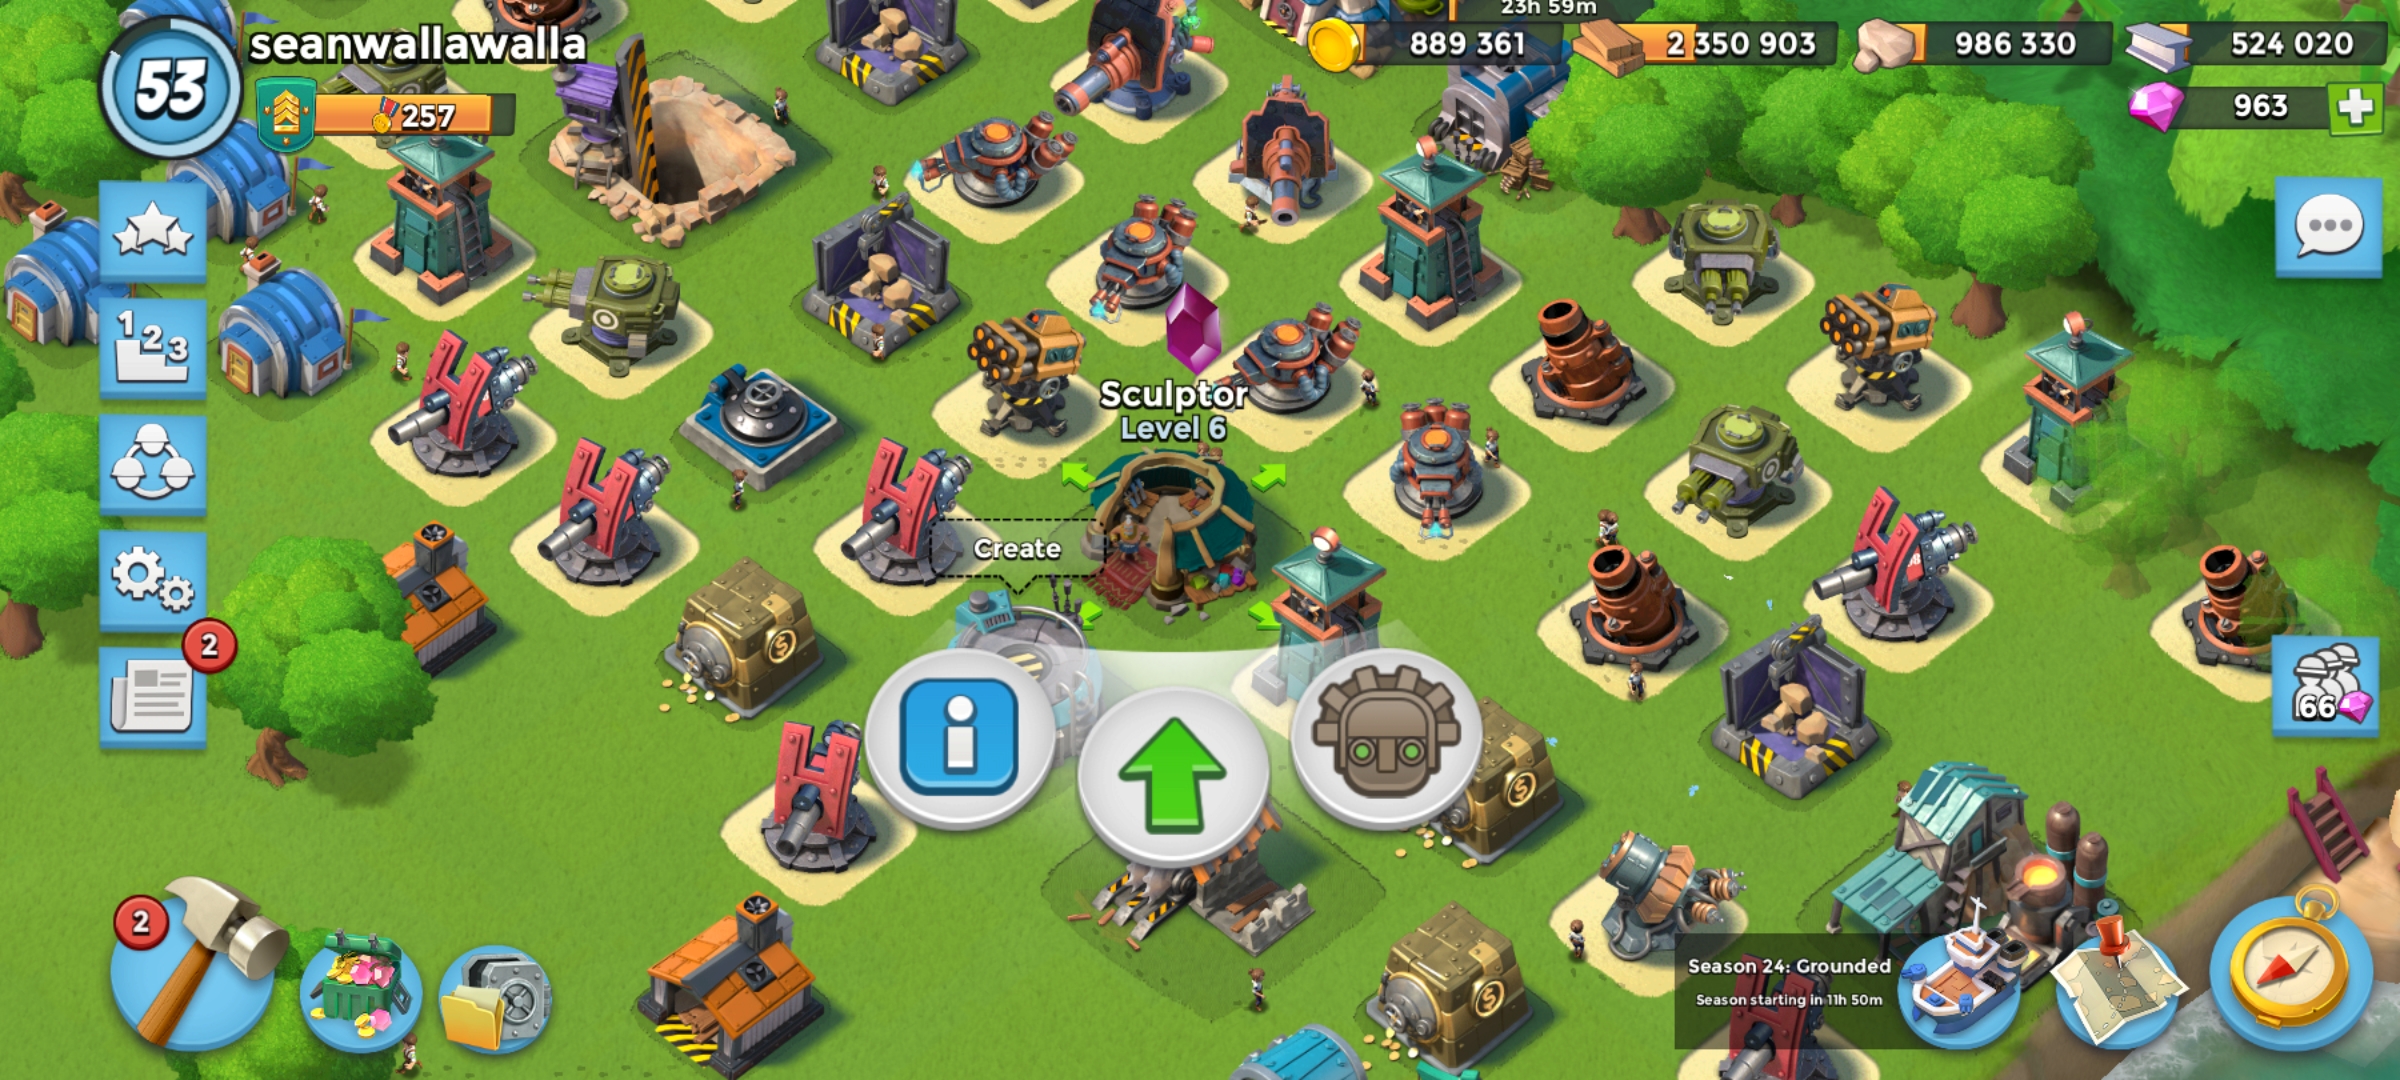 23h 59m
seanwallawalla
53
257
889 361
2 350 903
986 330
524 020
963
123
Sculptor
Level 6
Create
2
66
2
Season 24: Grounded
Season starting in 11h 50m